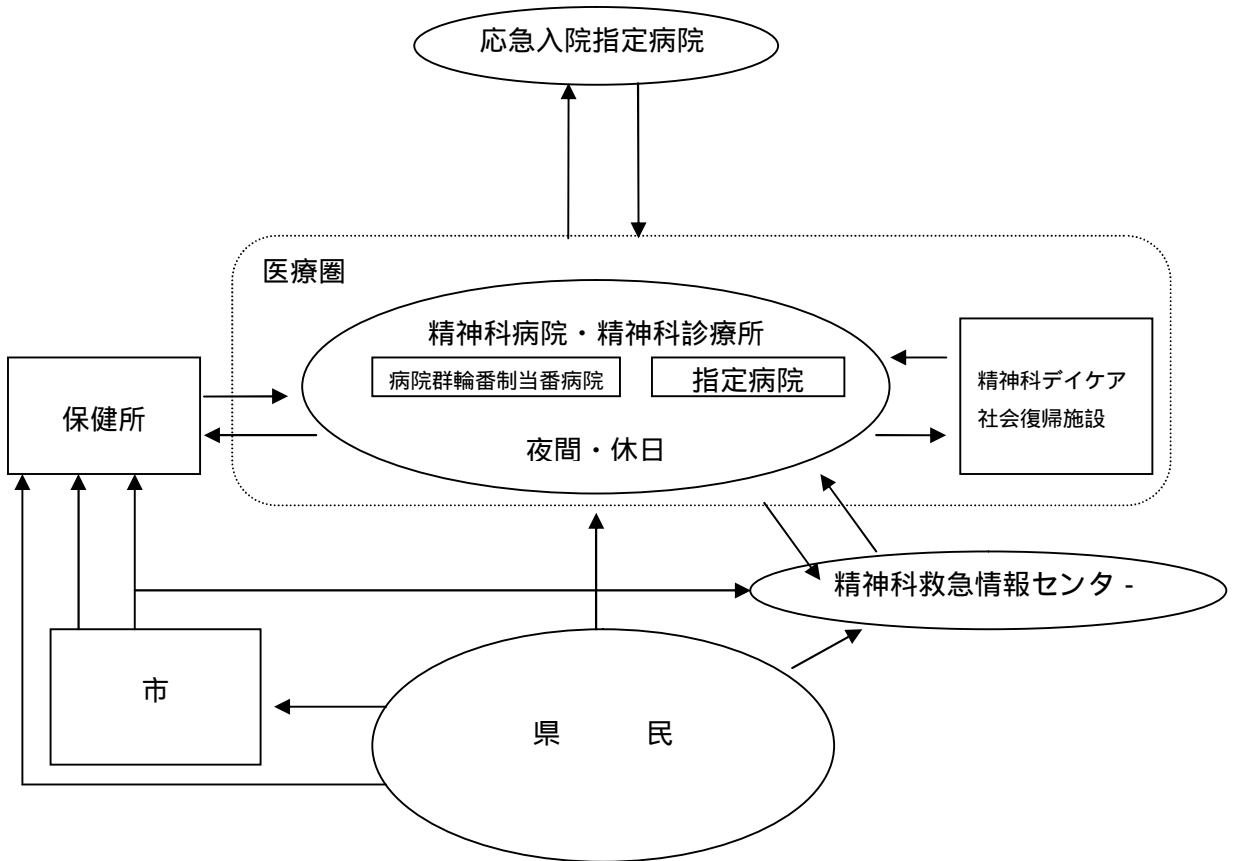 応急入院指定病院
医療圏
精神科病院・精神科診療所
病院群輪番制当番病院
指定病院
夜間・休日
保健所
精神科デイケア
社会復帰施設
精神科救急情報センタ -
市
県 民